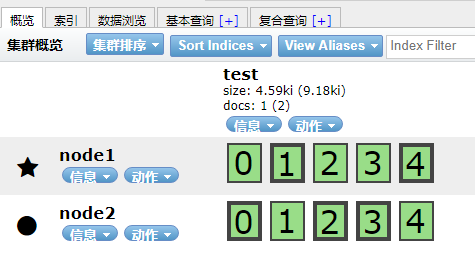 概览 索引 数据浏览 基本查询 [+] 复合查询 [+]
集群概览 集群排序 Sort Indices View Aliases Index Filter
test
size: 4.59ki (9.18ki)
docs: 1 (2)
信息 动作
node1 0 1 2 3 4
信息 动作
node2 0 1 2 3 4
信息 动作